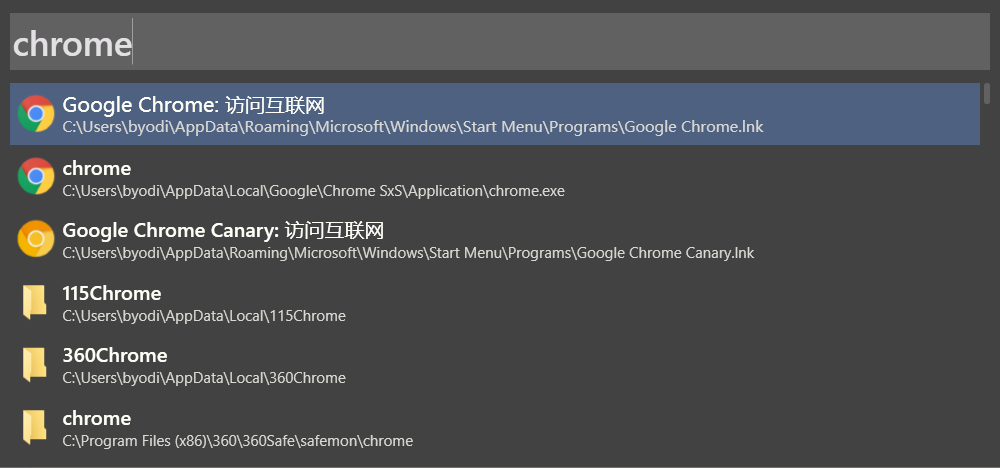 chrome
Google Chrome: 访问互联网
C:\Users\byodi\AppData\Roaming\Microsoft\Windows\Start Menu\Programs\Google Chrome.lnk
chrome
C:\Users\byodi\AppData\Local\Google\Chrome SxS\Application\chrome.exe
Google Chrome Canary: 访问互联网
C:\Users\byodi\AppData\Roaming\Microsoft\Windows\Start Menu\Programs\Google Chrome Canary.lnk
115Chrome
C:\Users\byodi\AppData\Local\115Chrome
360Chrome
C:\Users\byodi\AppData\Local\360Chrome
chrome
C:\Program Files (x86)\360\360Safe\safemon\chrome